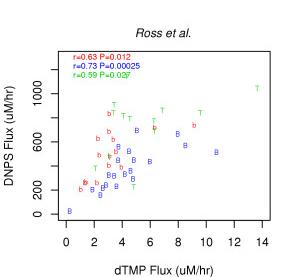 Ross et al.
r=0.63 P=0.012
r=0.73 P=0.00025
r=0.59 P=0.027
DNPS Flux (uM/hr)
1000
600
200
0
0 2 4 6 8 10 12 14
dTMP Flux (uM/hr)